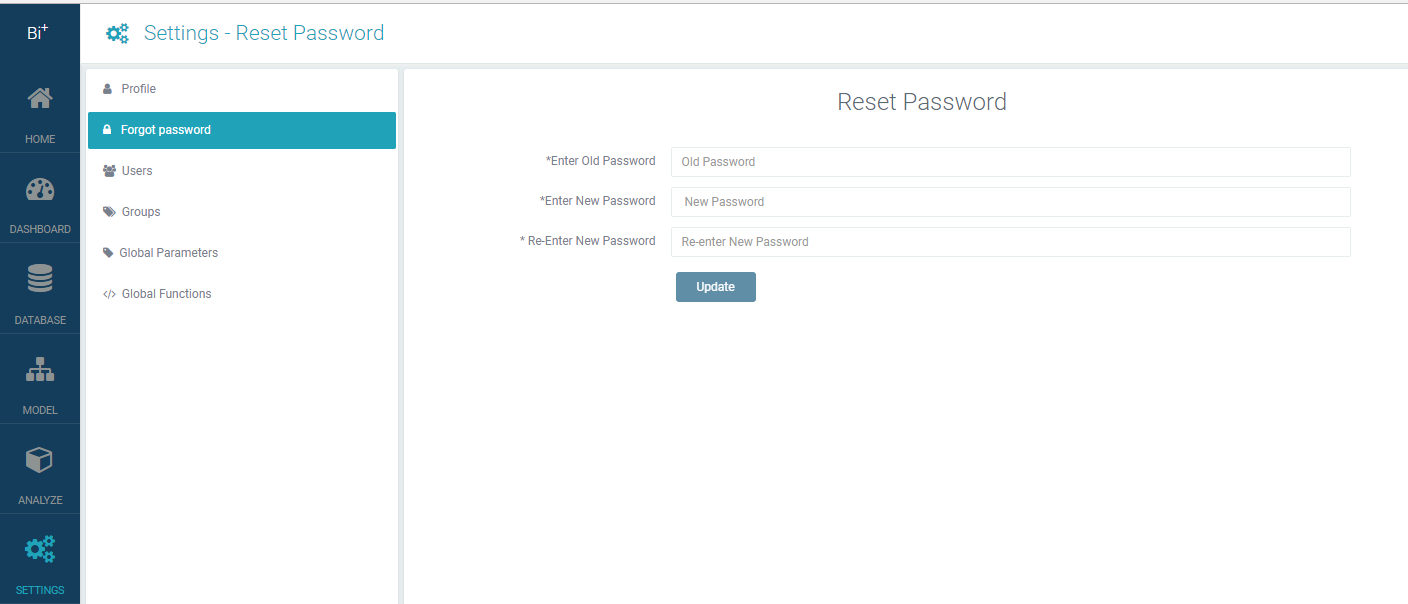 Bi+
Settings - Reset Password
HOME
DASHBOARD
DATABASE
MODEL
ANALYZE
SETTINGS
Profile
Forgot password
Users
Groups
Global Parameters
Global Functions
Reset Password
*Enter Old Password Old Password
*Enter New Password New Password
* Re-Enter New Password Re-enter New Password
Update